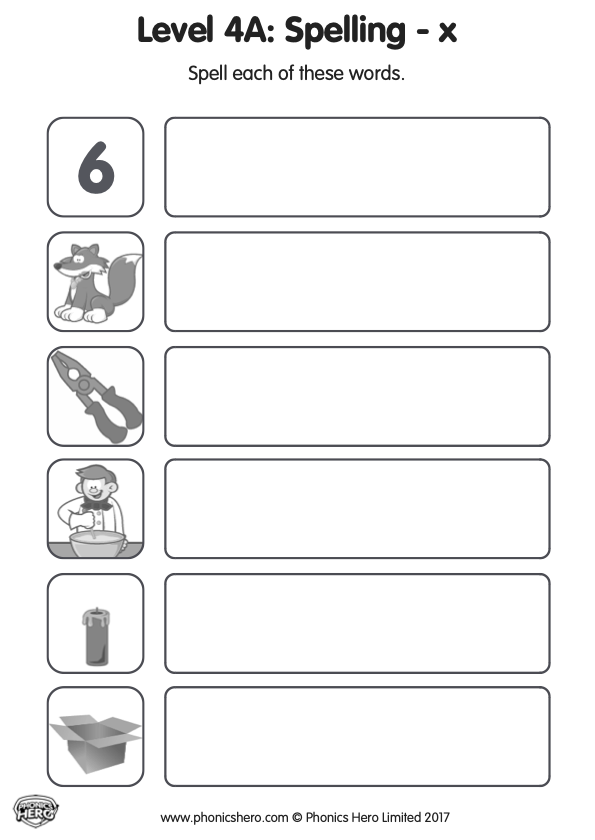 Level 4A: Spelling - x
Spell each of these words.
6
PHONICS
HERO
www.phonicshero.com © Phonics Hero Limited 2017